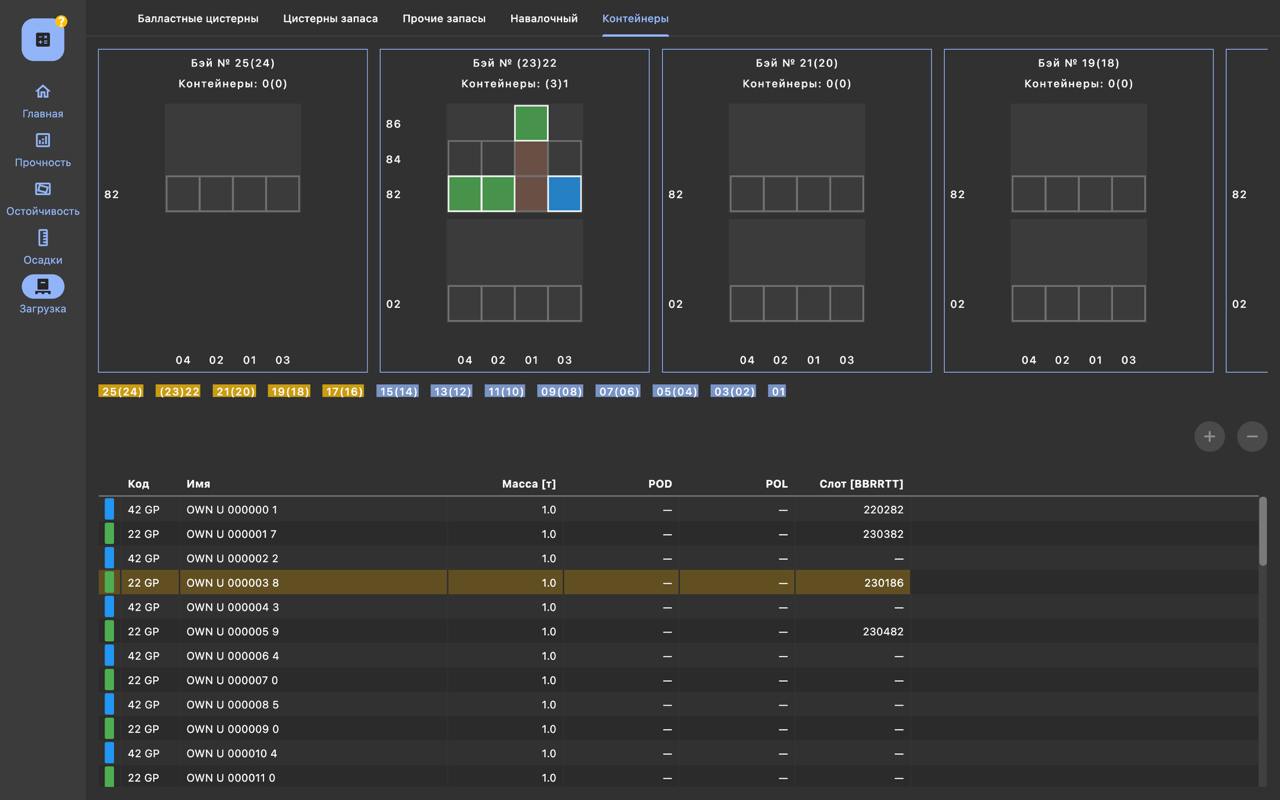 ?
Главная
Прочность
Остойчивость
Осадки
Загрузка
Балластные цистерны Цистерны запаса Прочие запасы Навалочный Контейнеры
Бэй № 25(24)
Контейнеры: 0(0)
82
04 02 01 03
Бэй № (23)22
Контейнеры: (3)1
86
84
82
02
04 02 01 03
Бэй № 21(20)
Контейнеры: 0(0)
82
02
04 02 01 03
Бэй № 19(18)
Контейнеры: 0(0)
82
02
04 02 01 03
82
02
25(24) (23)22 21(20) 19(18) 17(16) 15(14) 13(12) 11(10) 09(08) 07(06) 05(04) 03(02) 01
+ −
Код Имя Масса [т] POD POL Слот [BBRRTT]
42 GP OWN U 000000 1 1.0 — — 220282
22 GP OWN U 000001 7 1.0 — — 230382
42 GP OWN U 000002 2 1.0 — — —
22 GP OWN U 000003 8 1.0 — — 230186
42 GP OWN U 000004 3 1.0 — — —
22 GP OWN U 000005 9 1.0 — — 230482
42 GP OWN U 000006 4 1.0 — — —
22 GP OWN U 000007 0 1.0 — — —
42 GP OWN U 000008 5 1.0 — — —
22 GP OWN U 000009 0 1.0 — — —
42 GP OWN U 000010 4 1.0 — — —
22 GP OWN U 000011 0 1.0 — — —